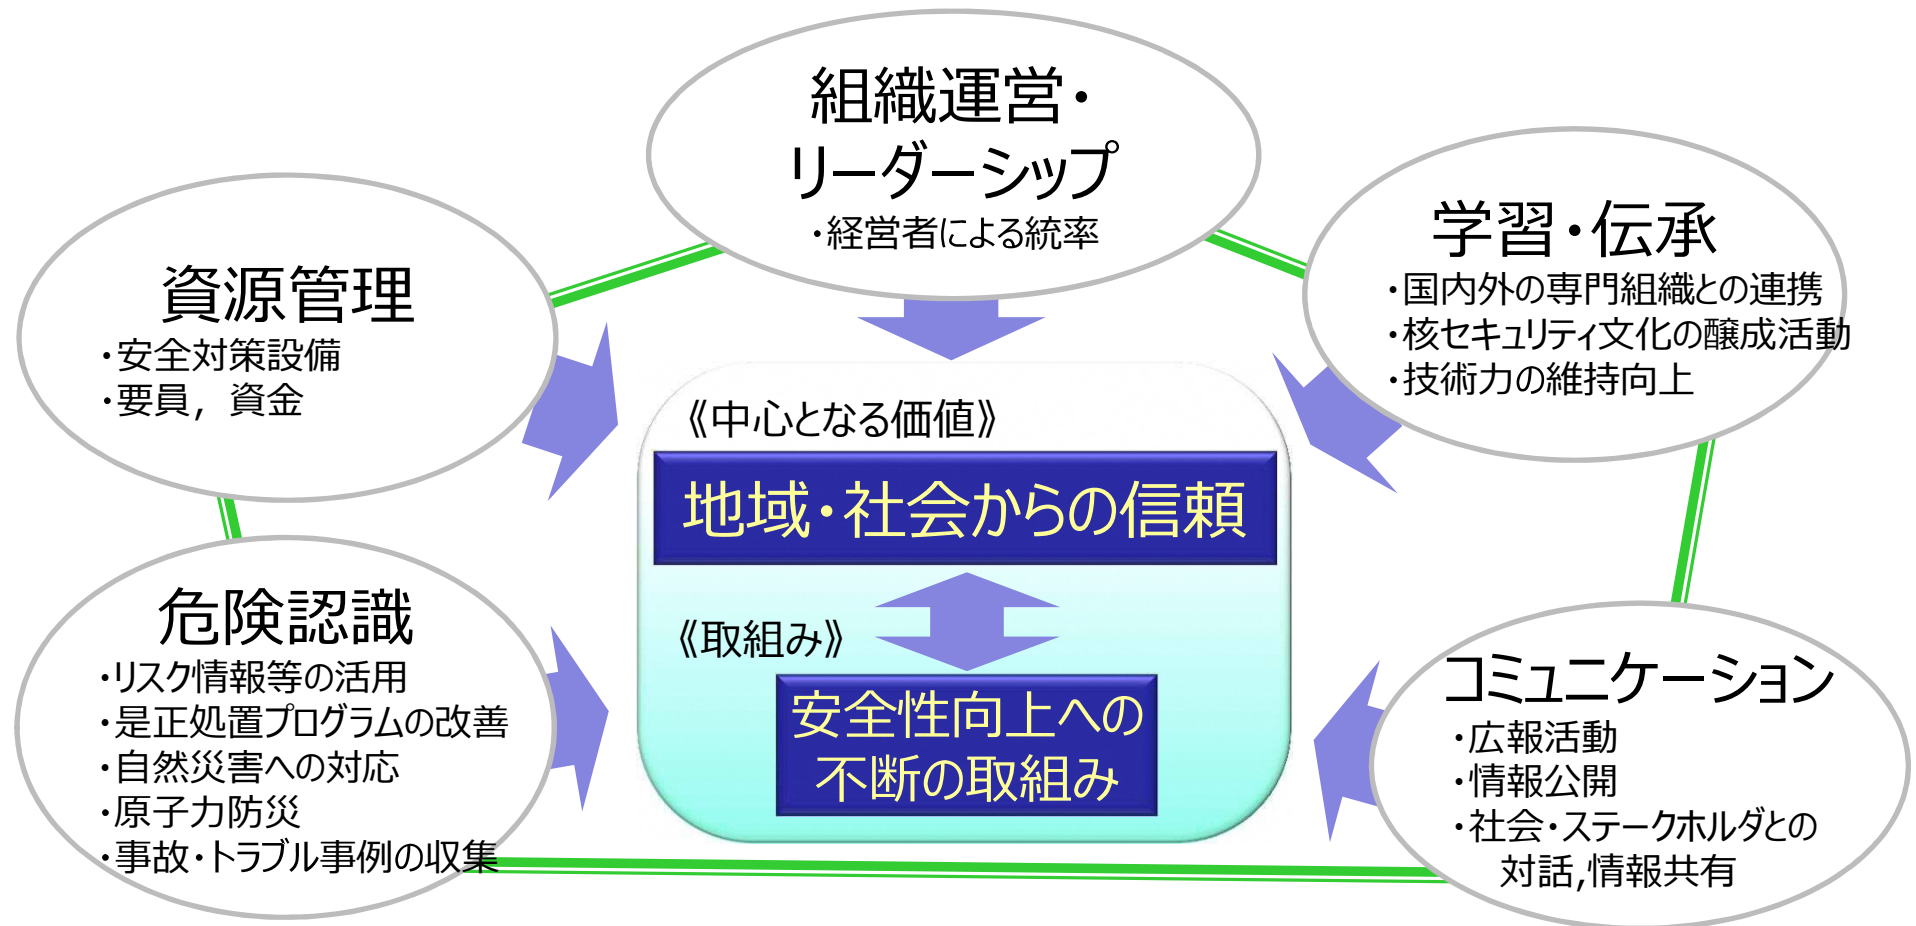 組織運営・
リーダーシップ
・経営者による統率
学習・伝承
・国内外の専門組織との連携
・核セキュリティ文化の醸成活動
・技術力の維持向上
資源管理
・安全対策設備
・要員，資金
《中心となる価値》
地域・社会からの信頼
《取組み》
安全性向上への
不断の取組み
危険認識
・リスク情報等の活用
・是正処置プログラムの改善
・自然災害への対応
・原子力防災
・事故・トラブル事例の収集
コミュニケーション
・広報活動
・情報公開
・社会・ステークホルダとの
対話,情報共有